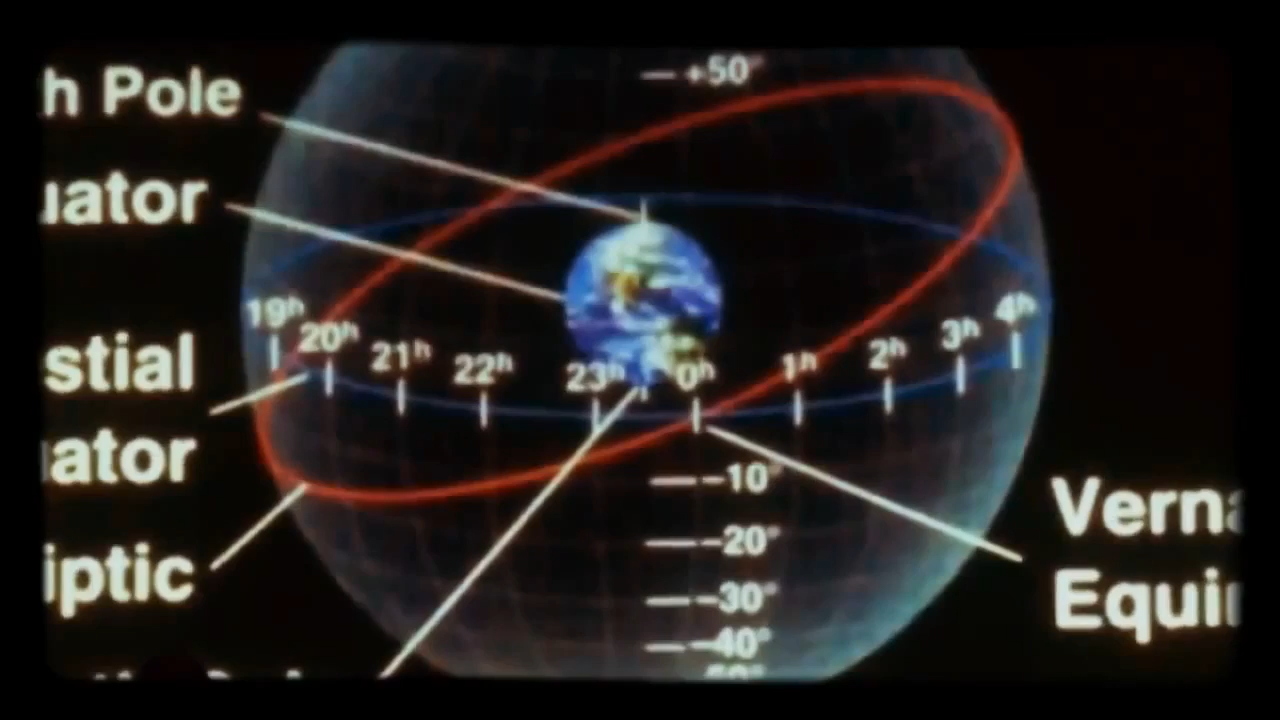 +50°
h Pole
uator
19ʰ
20ʰ
21ʰ
22ʰ
23ʰ
0ʰ
1ʰ
2ʰ
3ʰ
4ʰ
stial
uator
iptic
-10°
-20°
-30°
-40°
Verna
Equin